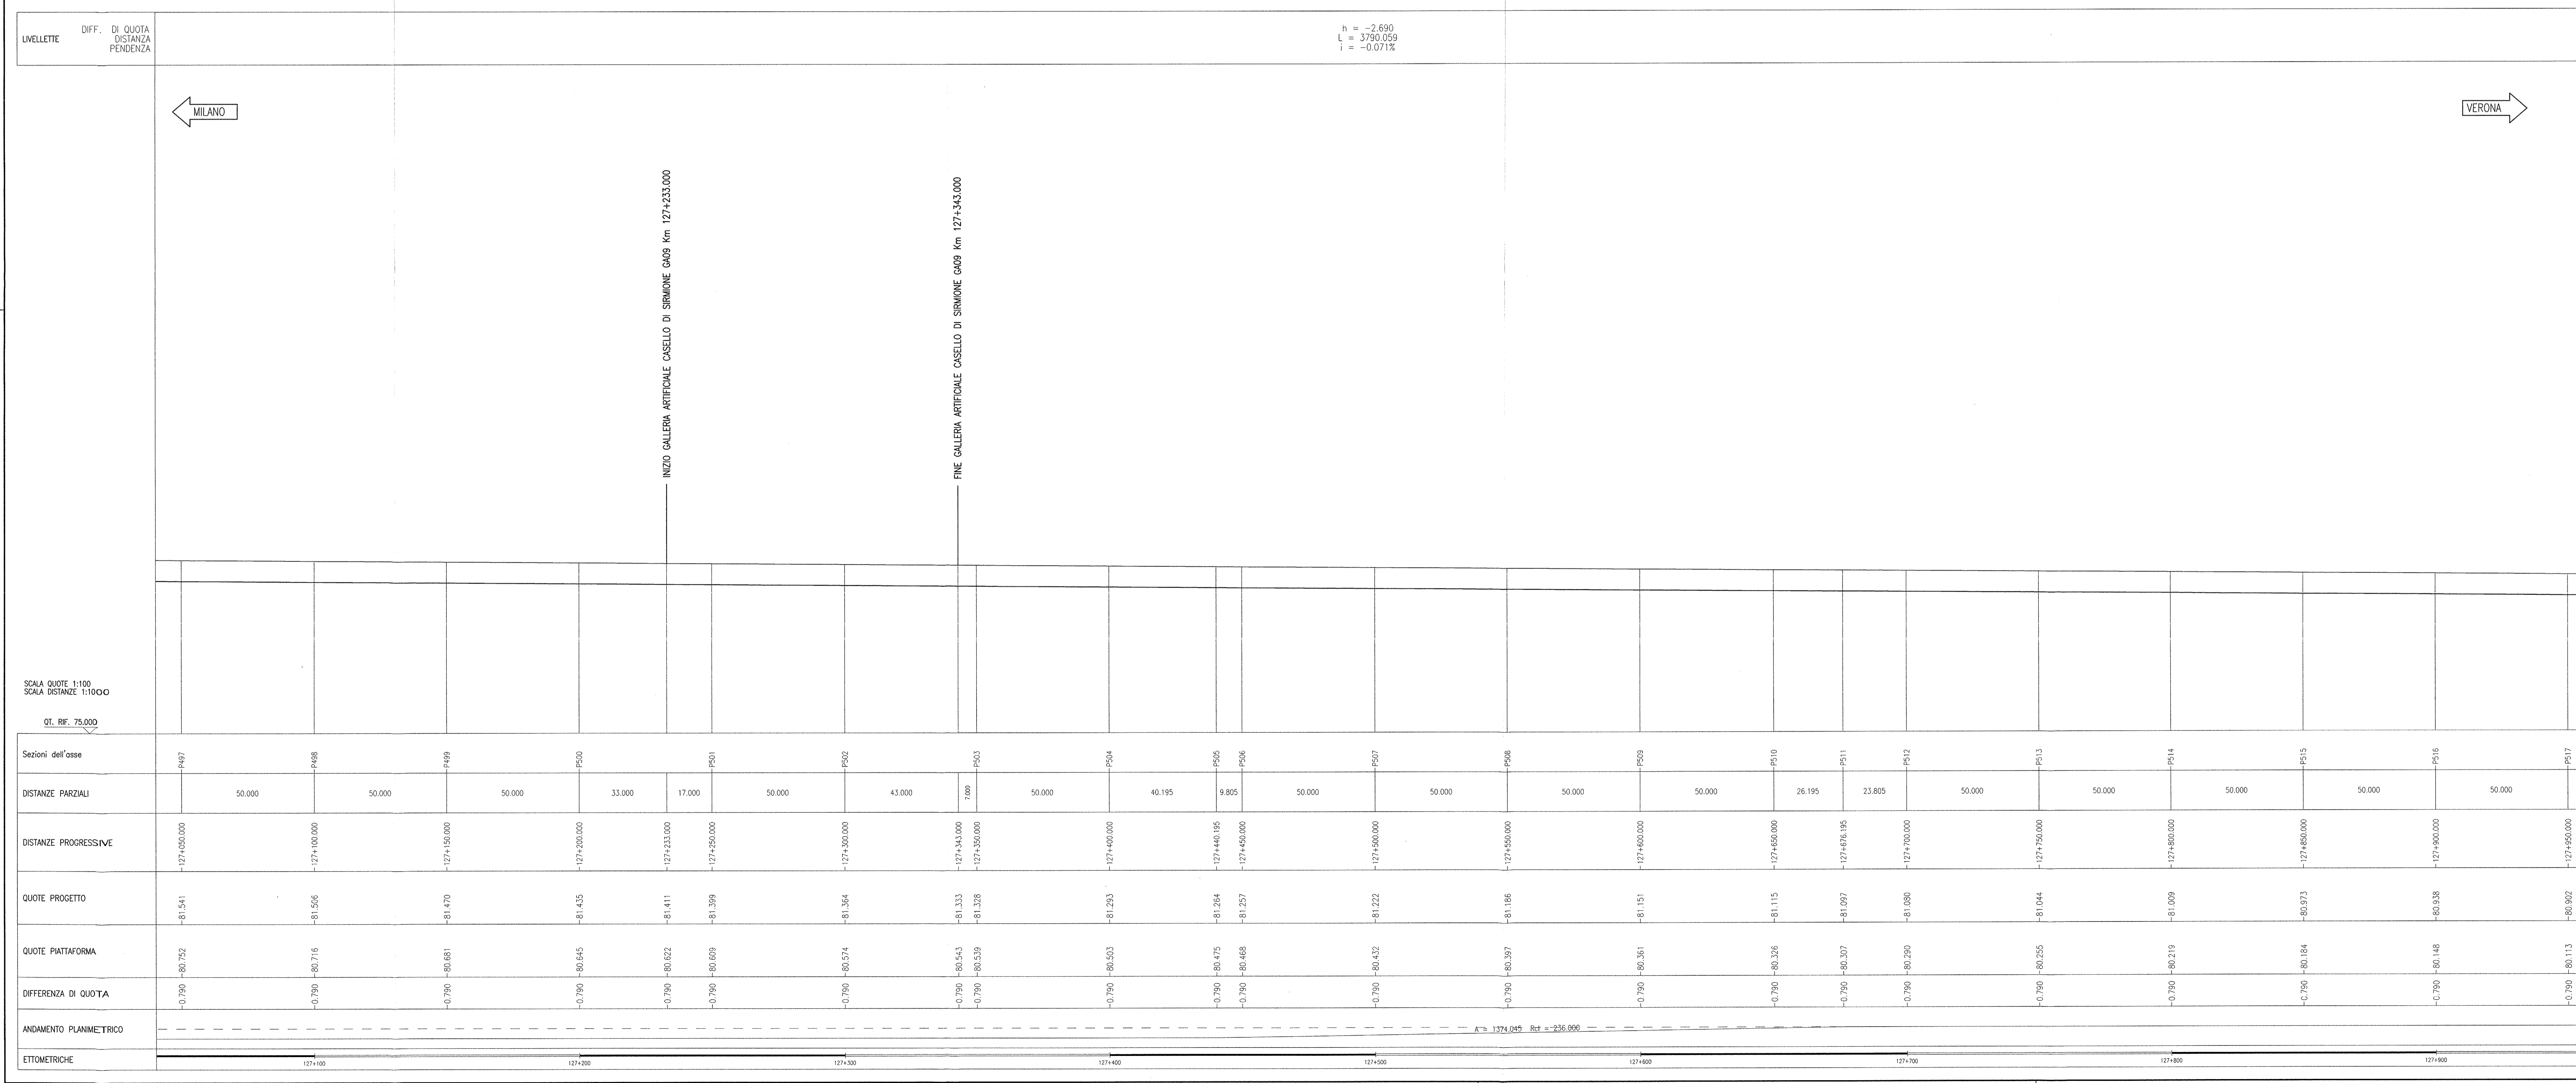 LIVELLETTE
DIFF. DI QUOTA
DISTANZA
PENDENZA
h = -2.690
L = 3790.059
i = -0.071%
MILANO
VERONA
INIZIO GALLERIA ARTIFICIALE CASELLO DI SIRMIONE GA09 Km 127+233.000
FINE GALLERIA ARTIFICIALE CASELLO DI SIRMIONE GA09 Km 127+343.000
SCALA QUOTE 1:100
SCALA DISTANZE 1:1000
QT. RIF. 75.000
Sezioni dell'asse P497 P498 P499 P500 P501 P502 P503 P504 P505 P506 P507 P508 P509 P510 P511 P512 P513 P514 P515 P516 P517
DISTANZE PARZIALI 50.000 50.000 50.000 33.000 17.000 50.000 43.000 7.000 50.000 40.195 9.805 50.000 50.000 50.000 50.000 26.195 23.805 50.000 50.000 50.000 50.000 50.000
DISTANZE PROGRESSIVE 127+050.000 127+100.000 127+150.000 127+200.000 127+233.000 127+250.000 127+300.000 127+343.000 127+350.000 127+400.000 127+440.195 127+450.000 127+500.000 127+550.000 127+600.000 127+650.000 127+676.195 127+700.000 127+750.000 127+800.000 127+850.000 127+900.000 127+950.000
QUOTE PROGETTO 81.541 81.506 81.470 81.435 81.411 81.399 81.364 81.333 81.328 81.293 81.264 81.257 81.222 81.186 81.151 81.115 81.097 81.080 81.044 81.009 80.973 80.938 80.902
QUOTE PIATTAFORMA 80.752 80.716 80.681 80.645 80.622 80.609 80.574 80.543 80.539 80.503 80.475 80.468 80.432 80.397 80.361 80.326 80.307 80.290 80.255 80.219 80.184 80.148 80.113
DIFFERENZA DI QUOTA -0.790 -0.790 -0.790 -0.790 -0.790 -0.790 -0.790 -0.790 -0.790 -0.790 -0.790 -0.790 -0.790 -0.790 -0.790 -0.790 -0.790 -0.790 -0.790 -0.790 -0.790 -0.790 -0.790
ANDAMENTO PLANIMETRICO A = 1374.045 Rcf = 236.000
ETTOMETRICHE 127+100 127+200 127+300 127+400 127+500 127+600 127+700 127+800 127+900